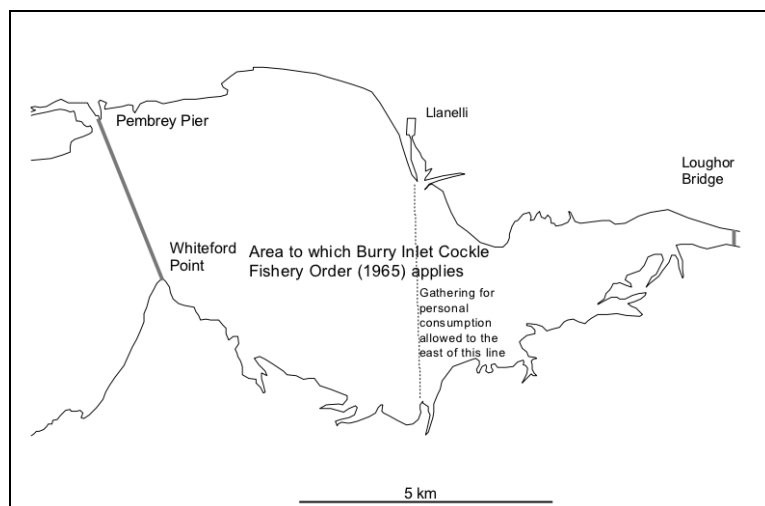 Llanelli
Pembrey Pier
Loughor
Bridge
Whiteford
Point
Area to which Burry Inlet Cockle
Fishery Order (1965) applies
Gathering for
personal
consumption
allowed to the
east of this line
5 km